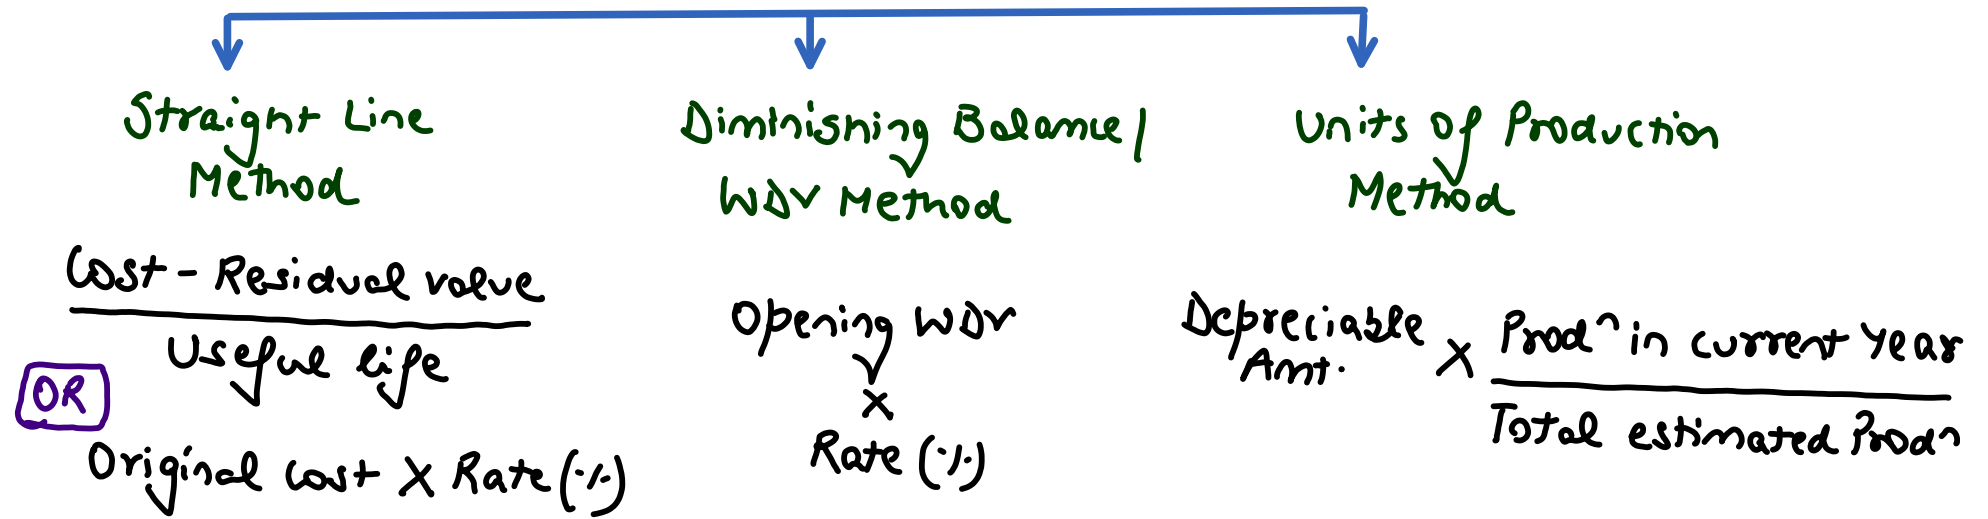 Straight Line
Method
Cost - Residual value
Useful life
OR
Original cost X Rate (%)
Diminishing Balance/
WDV Method
Opening WDV
X
Rate (%)
Units Of Production
Method
Depreciable
Amt.
X
Prodⁿ in current Year
Total estimated Prodⁿ